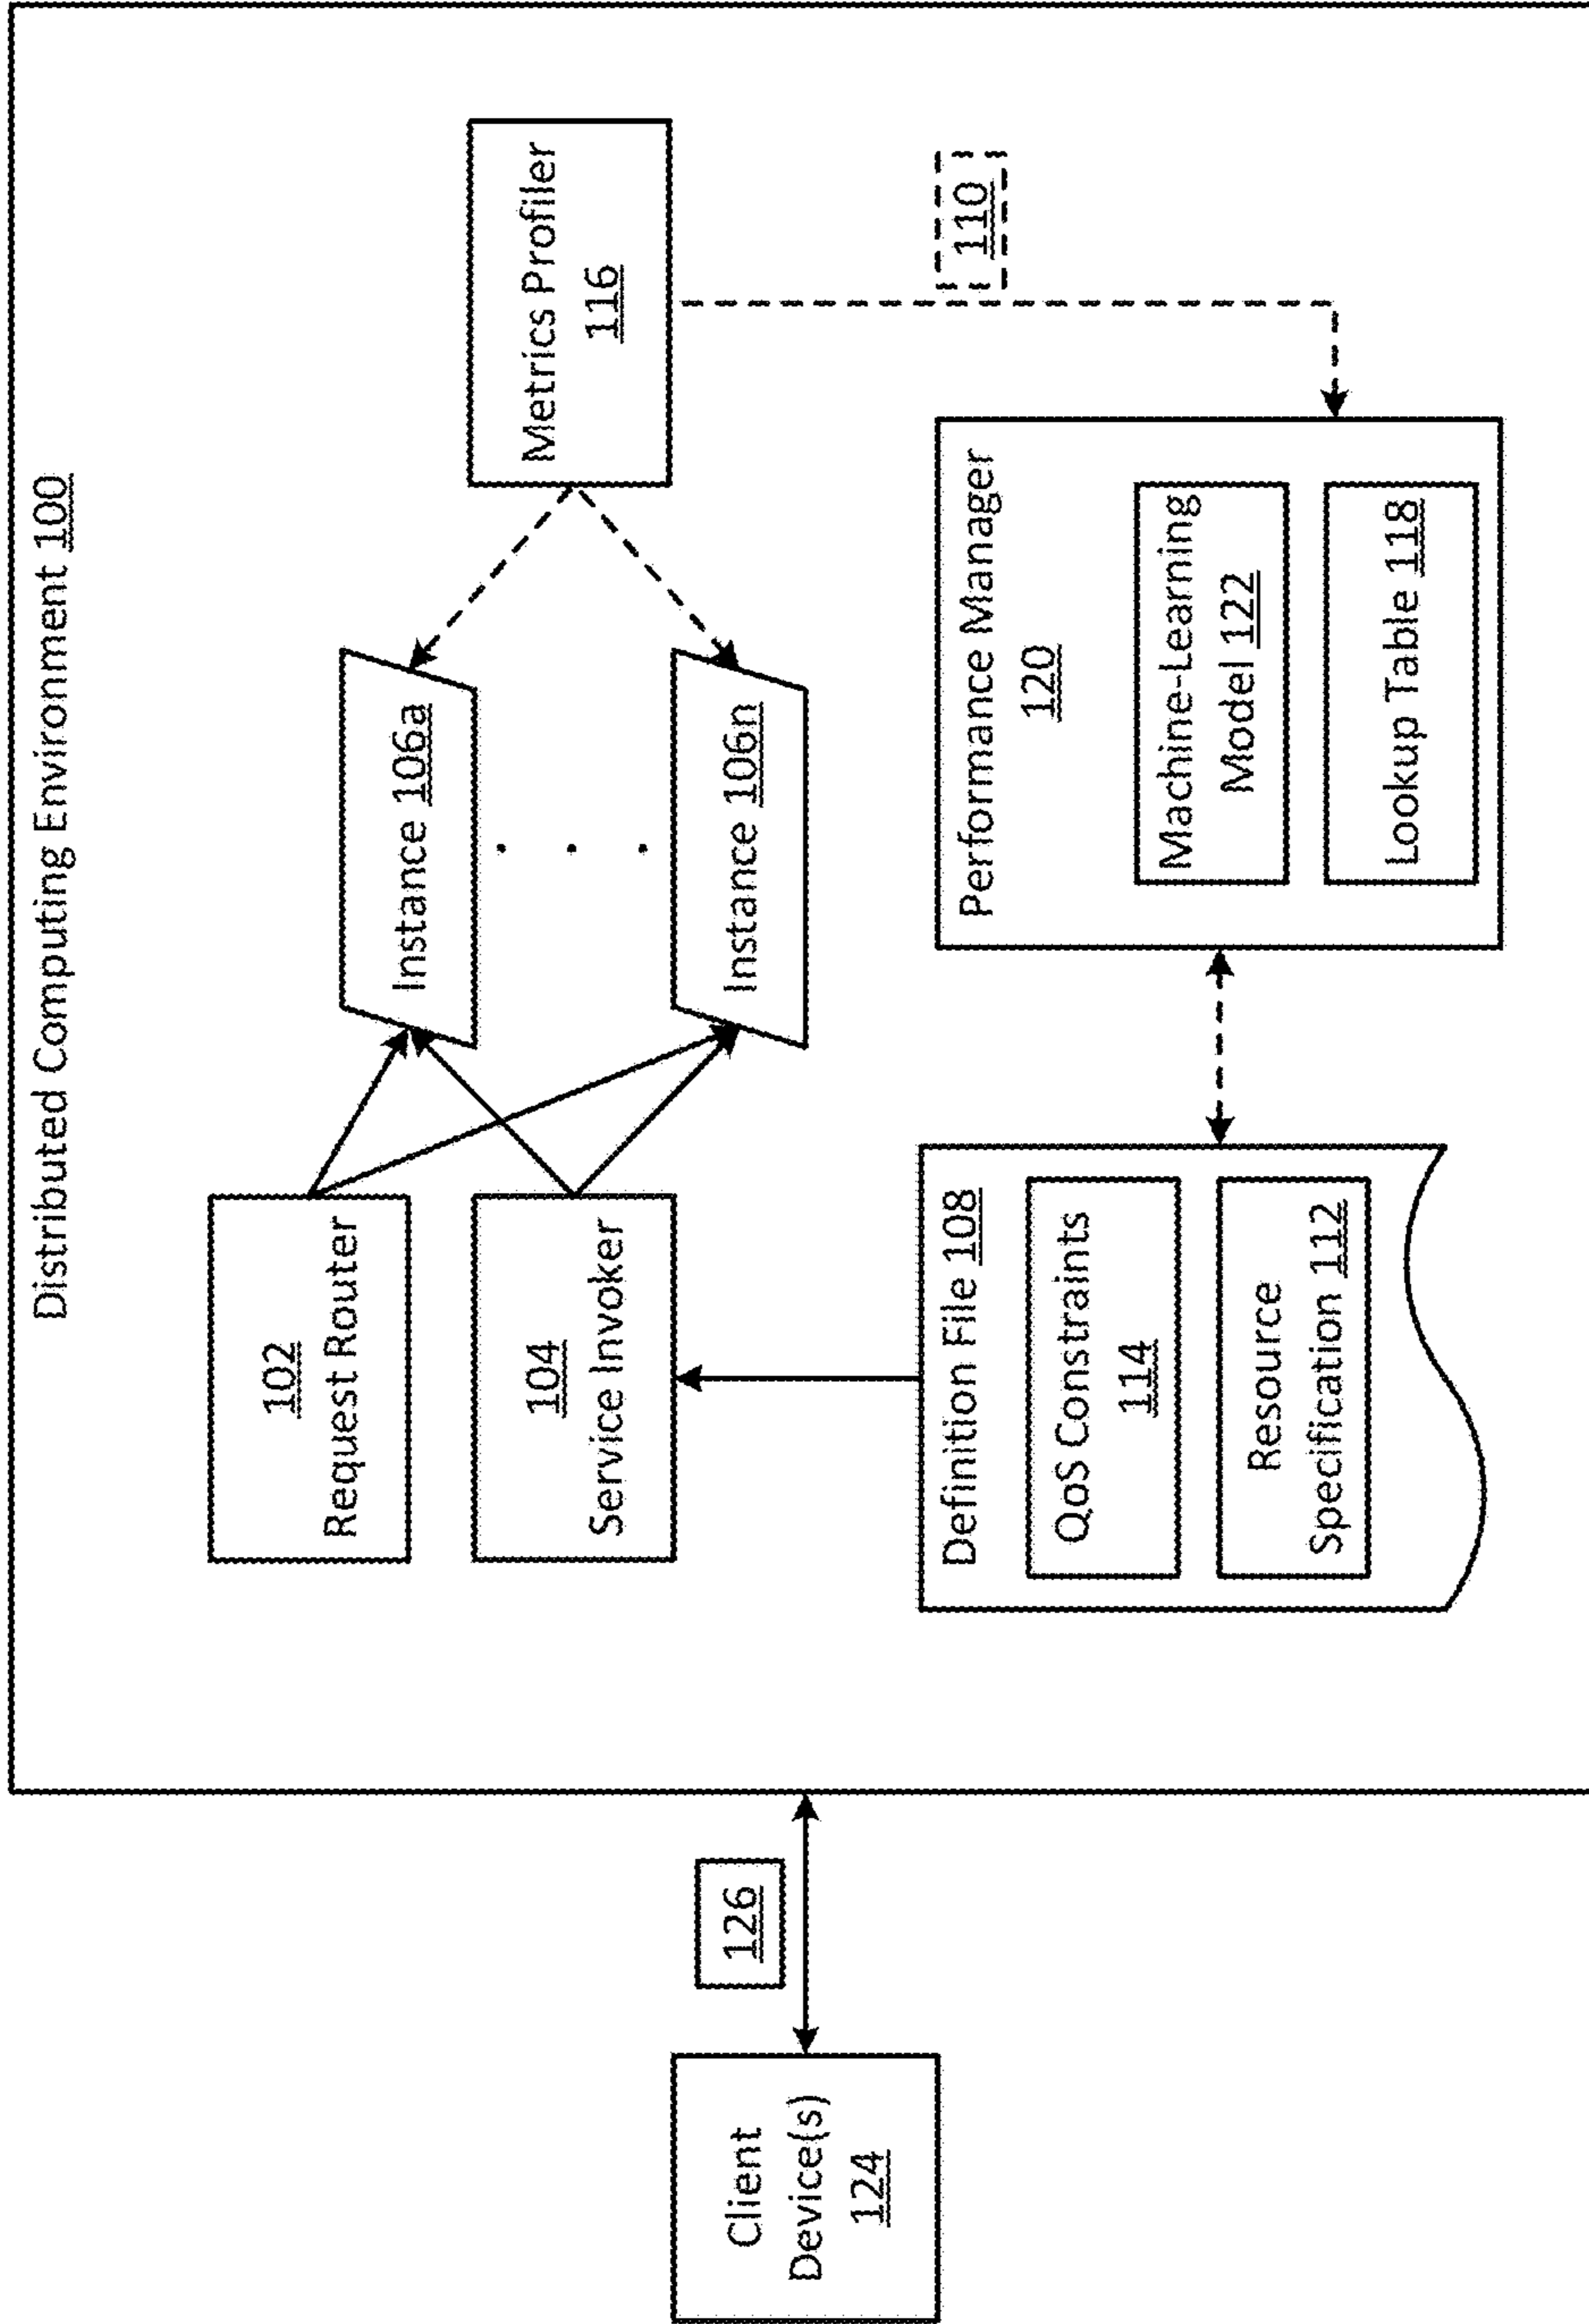 Distributed Computing Environment 100
102
Request Router
104
Service Invoker
Instance 106a
. . .
Instance 106n
Metrics Profiler
116
110
126
Client
Device(s)
124
Definition File 108
QoS Constraints
114
Resource
Specification 112
Performance Manager
120
Machine-Learning
Model 122
Lookup Table 118